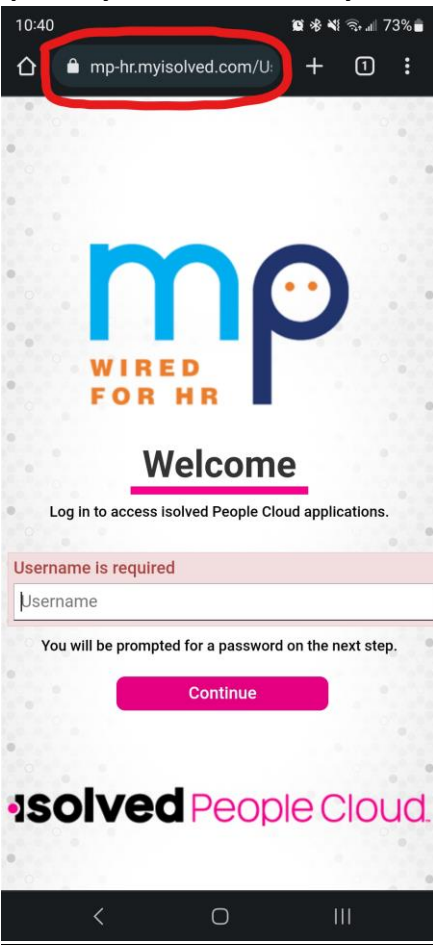 10:40
73%
mp-hr.myisolved.com/U
1
mp
WIRED
FOR HR
Welcome
Log in to access isolved People Cloud applications.
Username is required
Username
You will be prompted for a password on the next step.
Continue
isolved People Cloud.